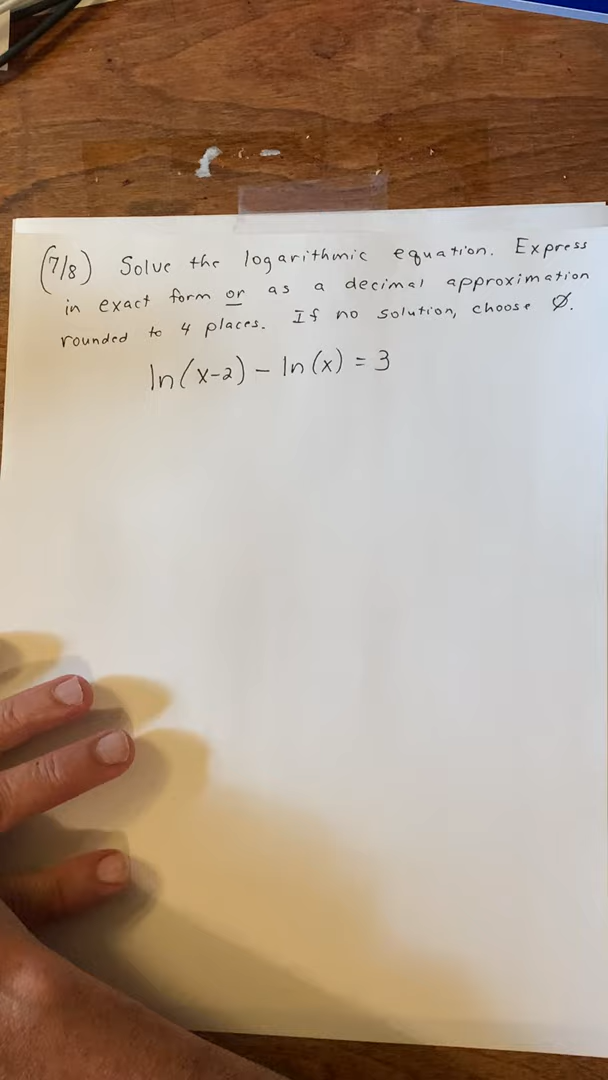 (7/8) Solve the logarithmic equation. Express
in exact form or as a decimal approximation
rounded to 4 places. If no solution, choose Ø.
ln(x-2) - ln(x) = 3